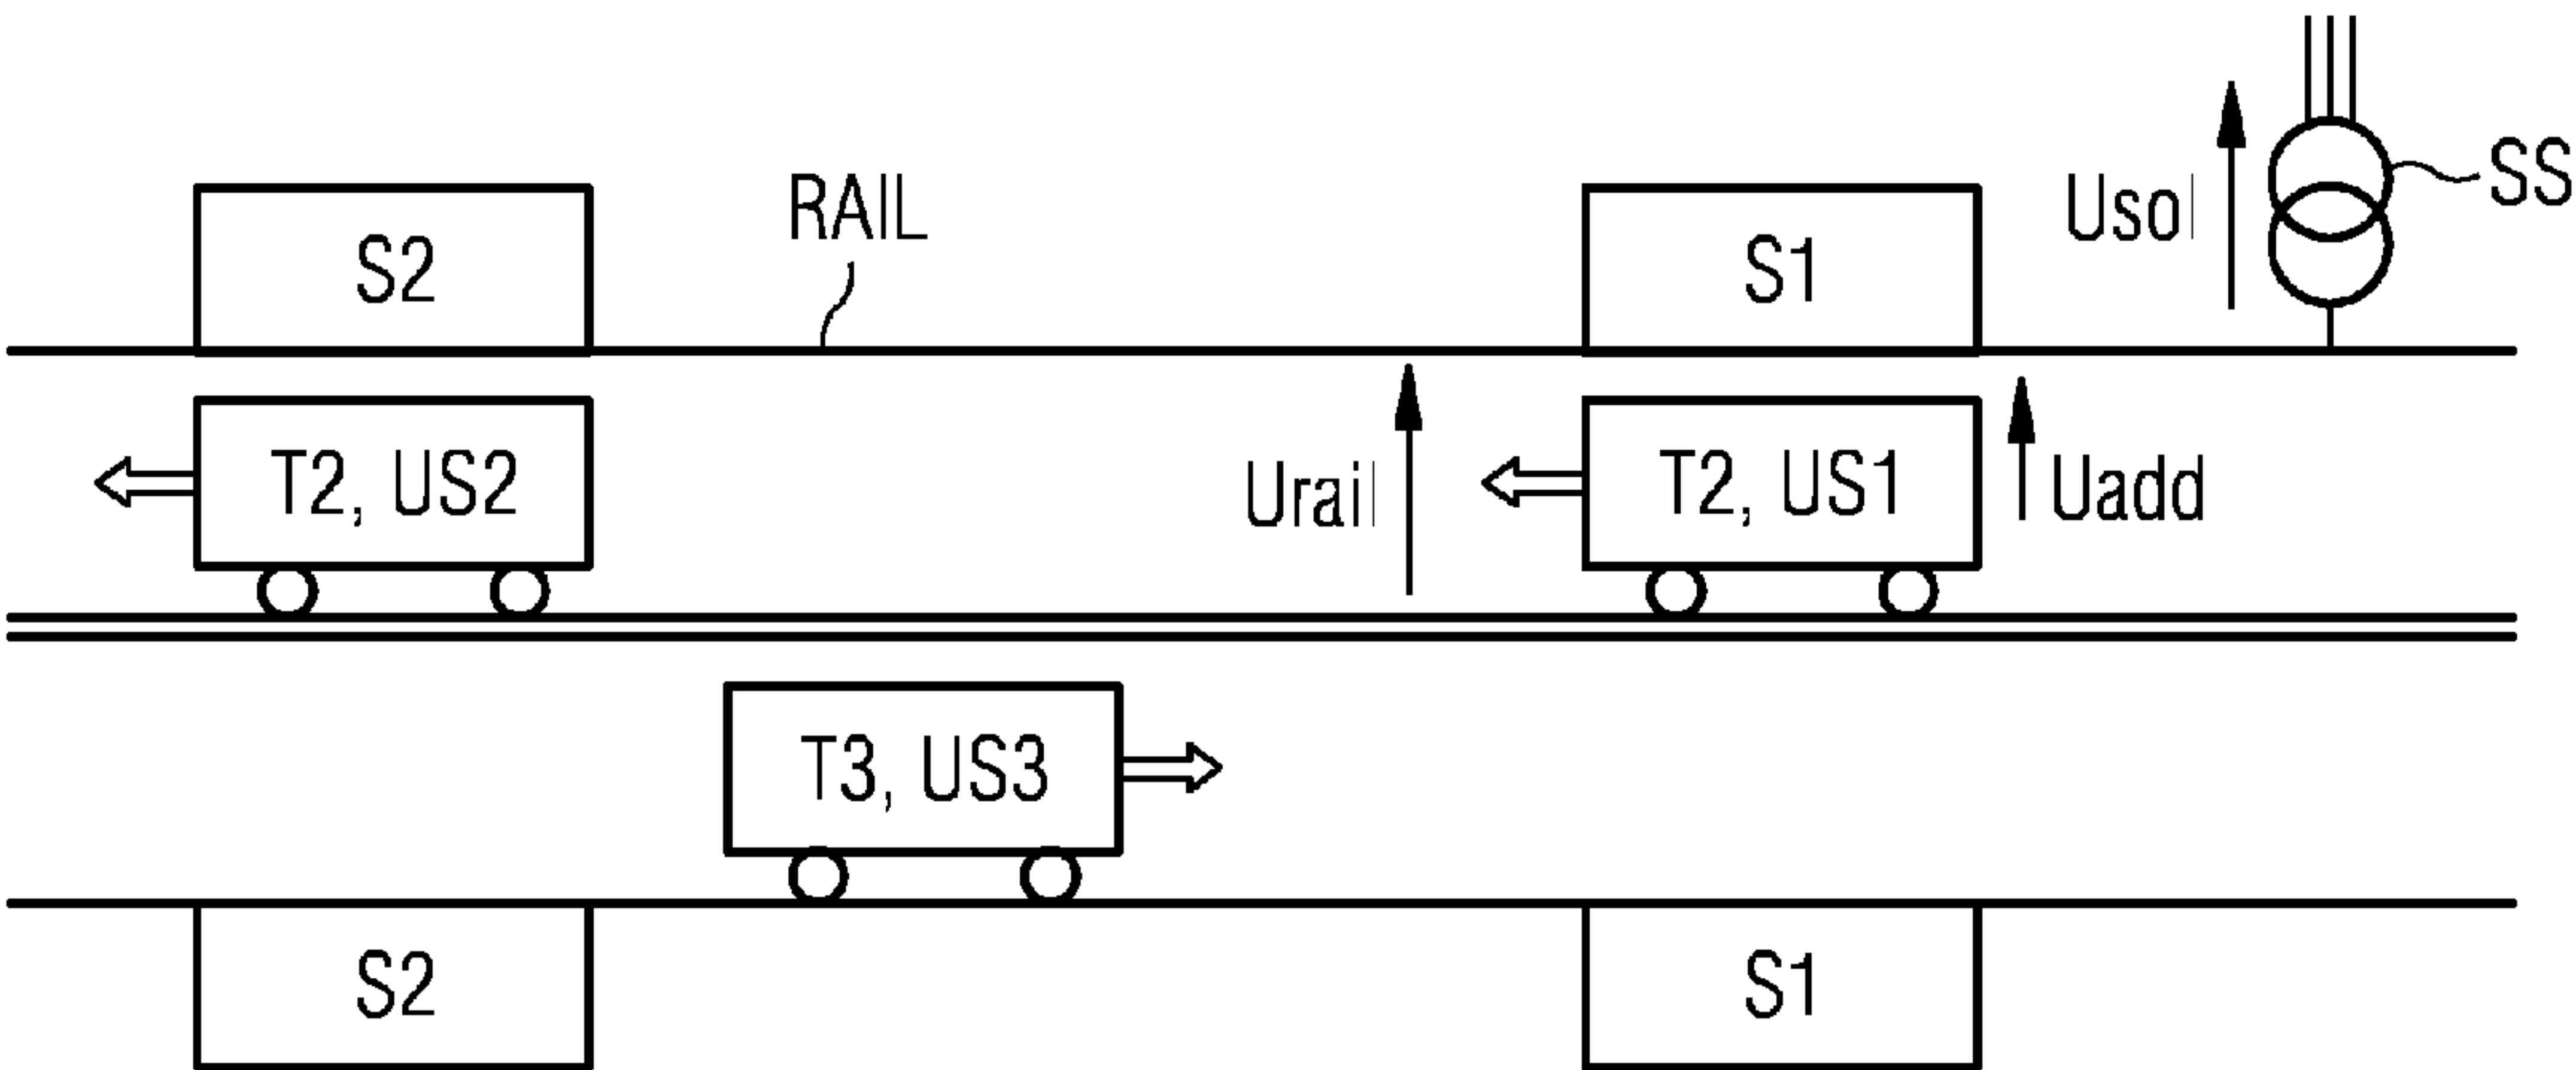 SS
RAIL
Usol
S2
S1
T2, US2
Urail
T2, US1
Uadd
T3, US3
S2
S1